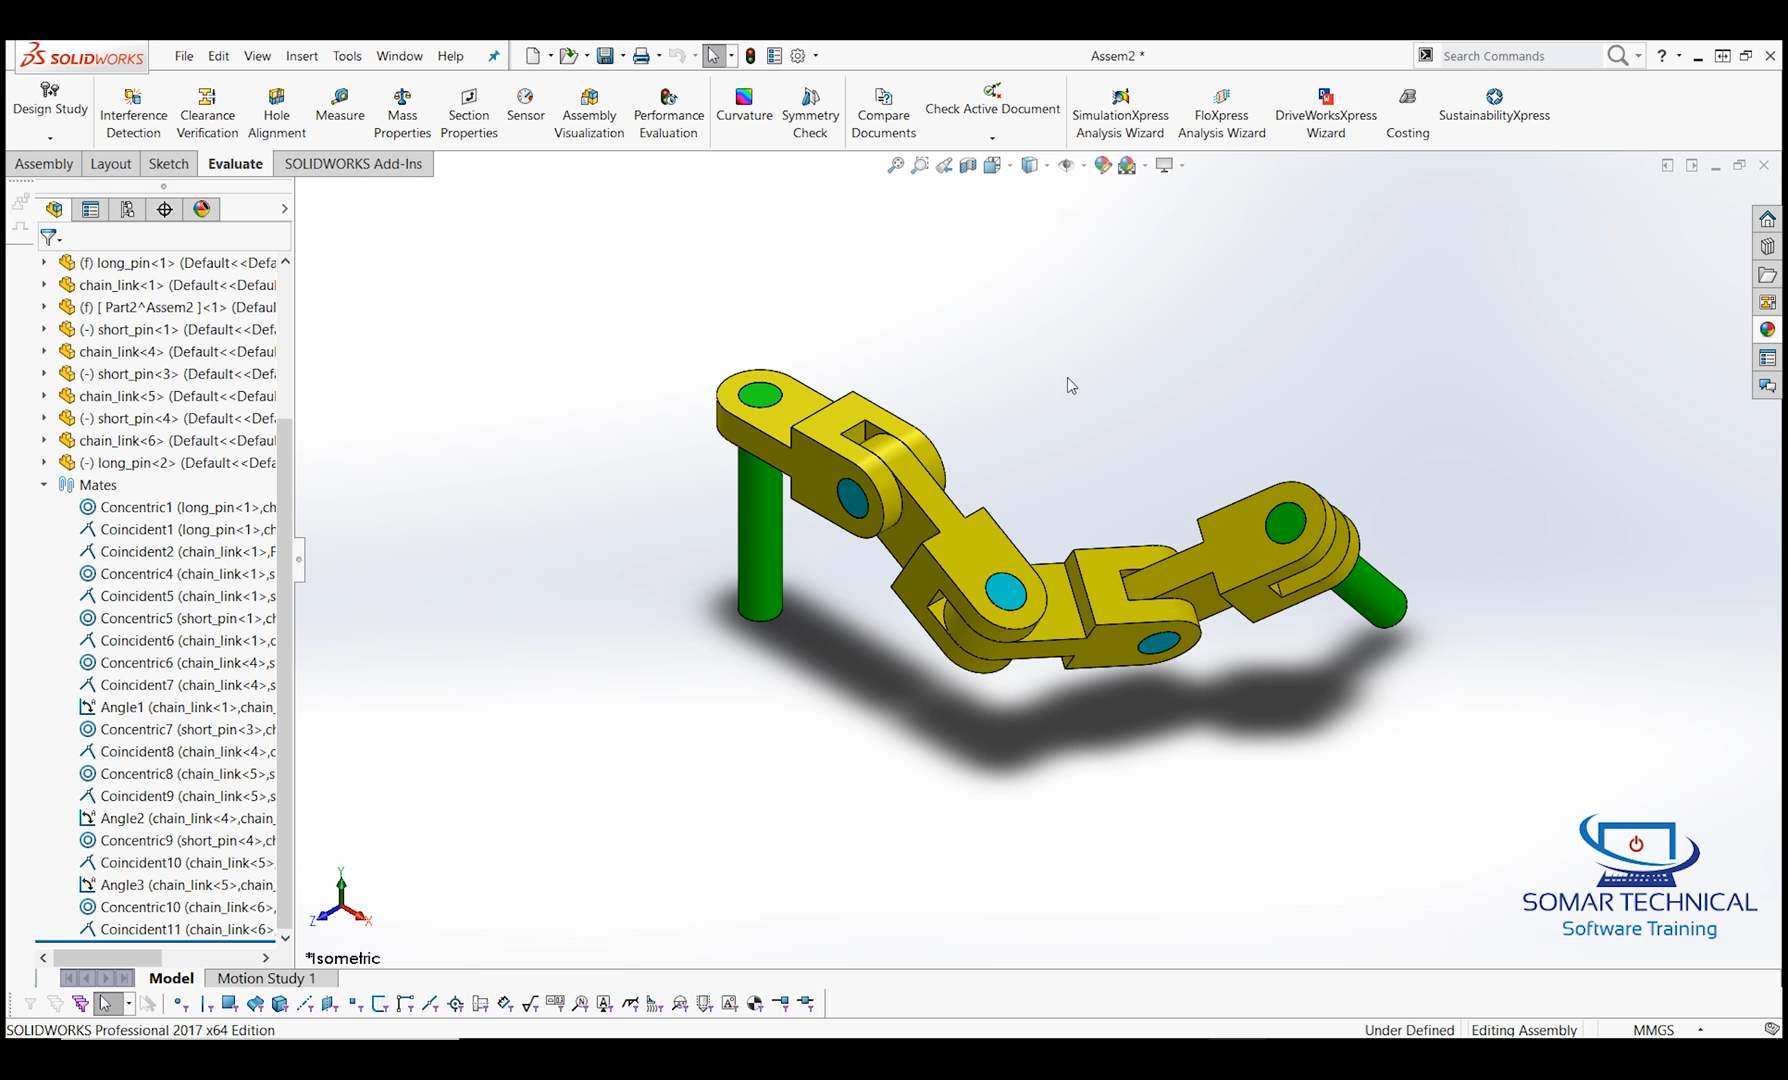 SOLIDWORKS
File Edit View Insert Tools Window Help
Assem2 *
Search Commands
?
Design Study
Interference Detection
Clearance Verification
Hole Alignment
Measure
Mass Properties
Section Properties
Sensor
Assembly Visualization
Performance Evaluation
Curvature
Symmetry Check
Compare Documents
Check Active Document
SimulationXpress Analysis Wizard
FloXpress Analysis Wizard
DriveWorksXpress Wizard
Costing
SustainabilityXpress
Assembly Layout Sketch Evaluate SOLIDWORKS Add-Ins
(f) long_pin<1> (Default<<Defa
chain_link<1> (Default<<Defaul
(f) [ Part2^Assem2 ]<1> (Defaul
(-) short_pin<1> (Default<<Def
chain_link<4> (Default<<Defaul
(-) short_pin<3> (Default<<Def
chain_link<5> (Default<<Defaul
(-) short_pin<4> (Default<<Def
chain_link<6> (Default<<Defaul
(-) long_pin<2> (Default<<Defa
Mates
Concentric1 (long_pin<1>,ch
Coincident1 (long_pin<1>,ch
Coincident2 (chain_link<1>,F
Concentric4 (chain_link<1>,s
Coincident5 (chain_link<1>,s
Concentric5 (short_pin<1>,ch
Coincident6 (chain_link<1>,c
Concentric6 (chain_link<4>,s
Coincident7 (chain_link<4>,s
Angle1 (chain_link<1>,chain_
Concentric7 (short_pin<3>,ch
Coincident8 (chain_link<4>,c
Concentric8 (chain_link<5>,s
Coincident9 (chain_link<5>,s
Angle2 (chain_link<4>,chain_
Concentric9 (short_pin<4>,ch
Coincident10 (chain_link<5>,
Angle3 (chain_link<5>,chain_
Concentric10 (chain_link<6>,
Coincident11 (chain_link<6>,
Y
Z
X
*Isometric
SOMAR TECHNICAL
Software Training
Model Motion Study 1
SOLIDWORKS Professional 2017 x64 Edition
Under Defined Editing Assembly MMGS